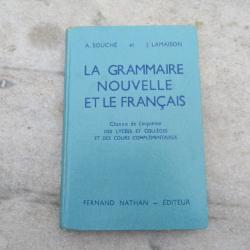 A. SOUCHÉ et J. LAMAISON
LA GRAMMAIRE
NOUVELLE
ET LE FRANÇAIS
Classe de Cinquième
DES LYCÉES ET COLLÈGES
ET DES COURS COMPLÉMENTAIRES
FERNAND NATHAN — ÉDITEUR